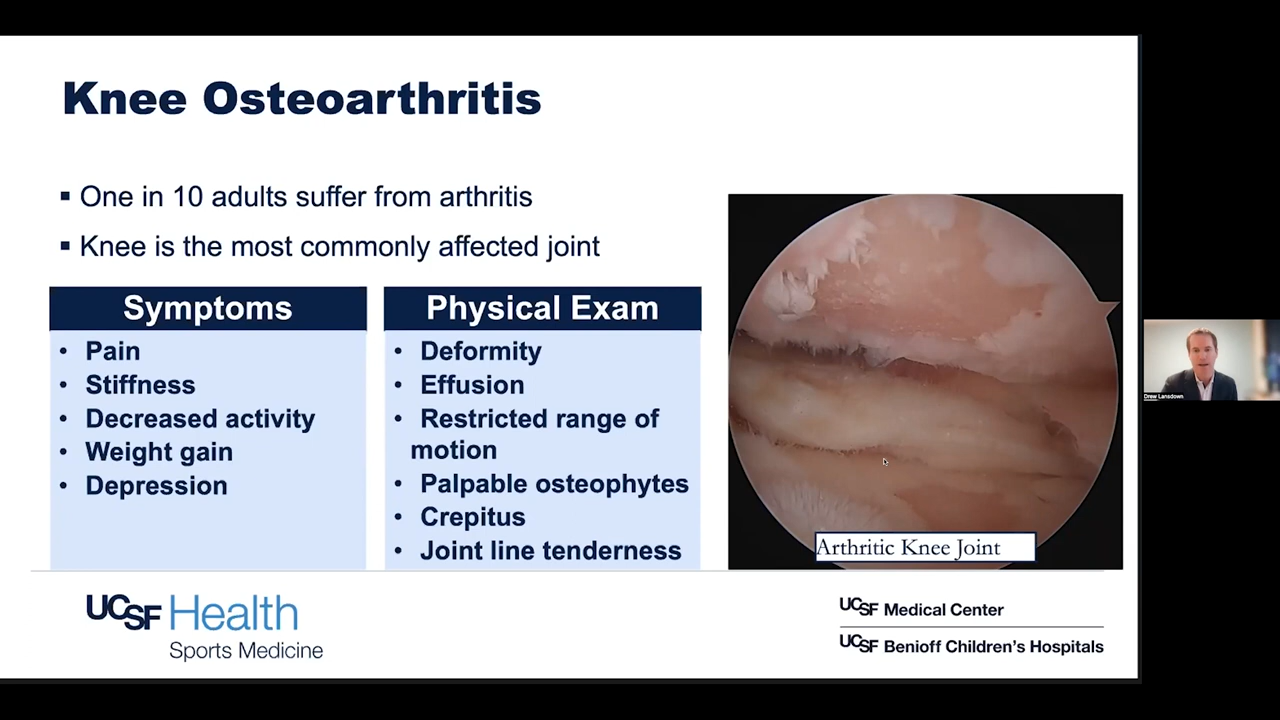 Knee Osteoarthritis
▪ One in 10 adults suffer from arthritis
▪ Knee is the most commonly affected joint
Symptoms
• Pain
• Stiffness
• Decreased activity
• Weight gain
• Depression
Physical Exam
• Deformity
• Effusion
• Restricted range of
motion
• Palpable osteophytes
• Crepitus
• Joint line tenderness
Arthritic Knee Joint
UCSF Health
Sports Medicine
UCSF Medical Center
UCSF Benioff Children's Hospitals
Drew Lansdown